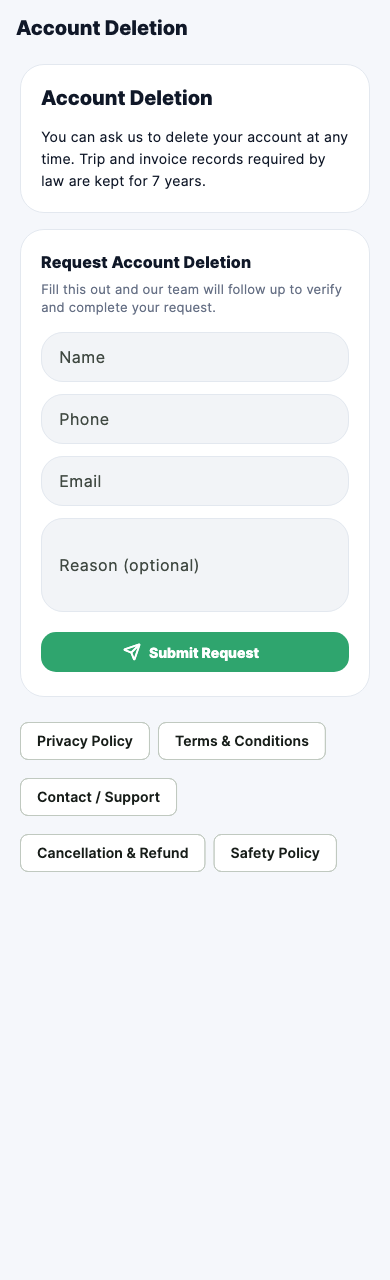 Account Deletion
Account Deletion
You can ask us to delete your account at any
time. Trip and invoice records required by
law are kept for 7 years.
Request Account Deletion
Fill this out and our team will follow up to verify
and complete your request.
Name
Phone
Email
Reason (optional)
Submit Request
Privacy Policy
Terms & Conditions
Contact / Support
Cancellation & Refund
Safety Policy